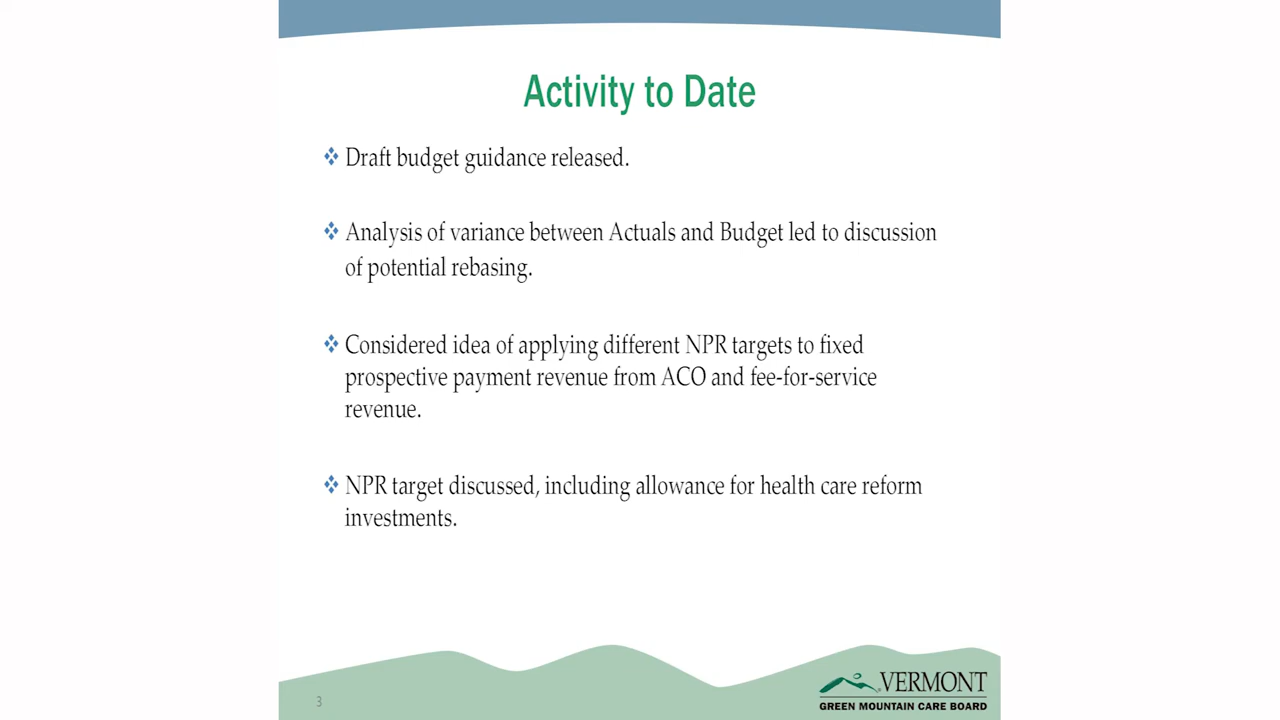 Activity to Date
❖ Draft budget guidance released.
❖ Analysis of variance between Actuals and Budget led to discussion
of potential rebasing.
❖ Considered idea of applying different NPR targets to fixed
prospective payment revenue from ACO and fee-for-service
revenue.
❖ NPR target discussed, including allowance for health care reform
investments.
3
VERMONT
GREEN MOUNTAIN CARE BOARD